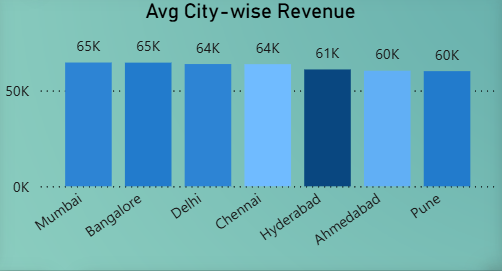 Avg City-wise Revenue
65K 65K 64K 64K 61K 60K 60K
50K
0K
Mumbai Bangalore Delhi Chennai Hyderabad Ahmedabad Pune